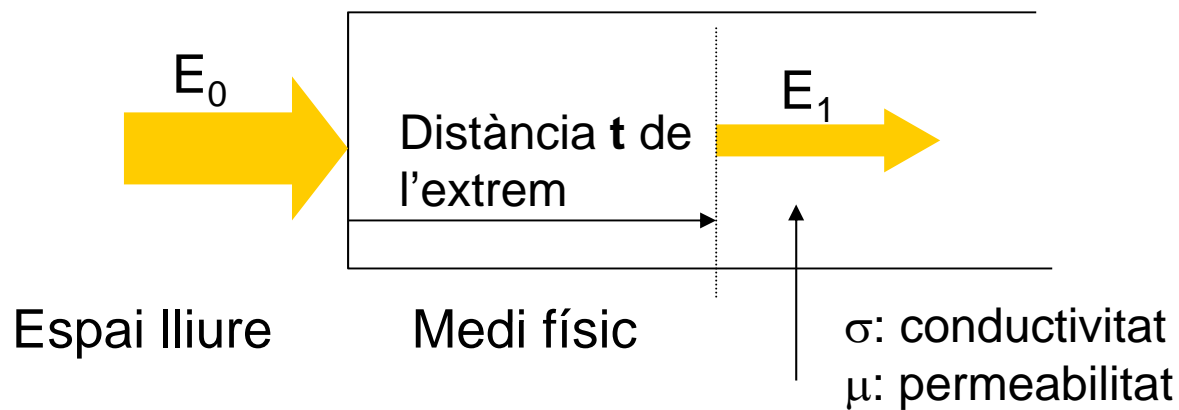 E₀
E₁
Distància t de
l’extrem
Espai lliure
Medi físic
σ: conductivitat
μ: permeabilitat